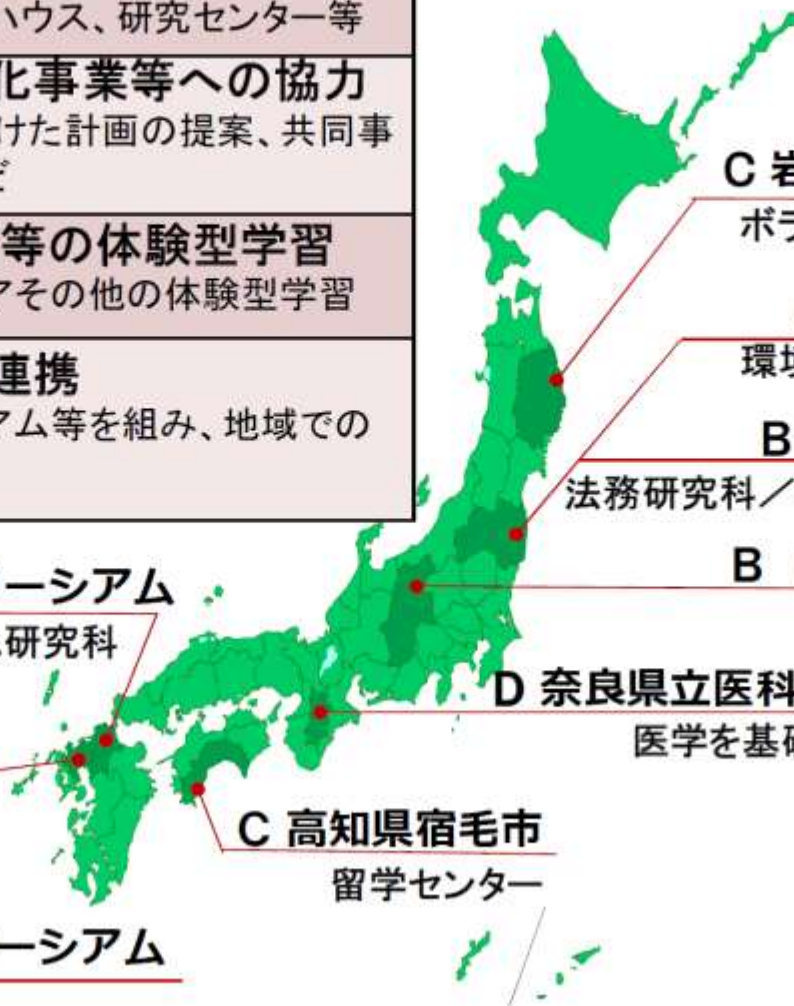 ハウス、研究センター等
化事業等への協力
けた計画の提案、共同事
等の体験型学習
アその他の体験型学習
連携
アム等を組み、地域での
C 岩
ボラ
環境
B
法務研究科／
B
ーシアム
研究科
D 奈良県立医科
医学を基礎
C 高知県宿毛市
留学センター
ーシアム